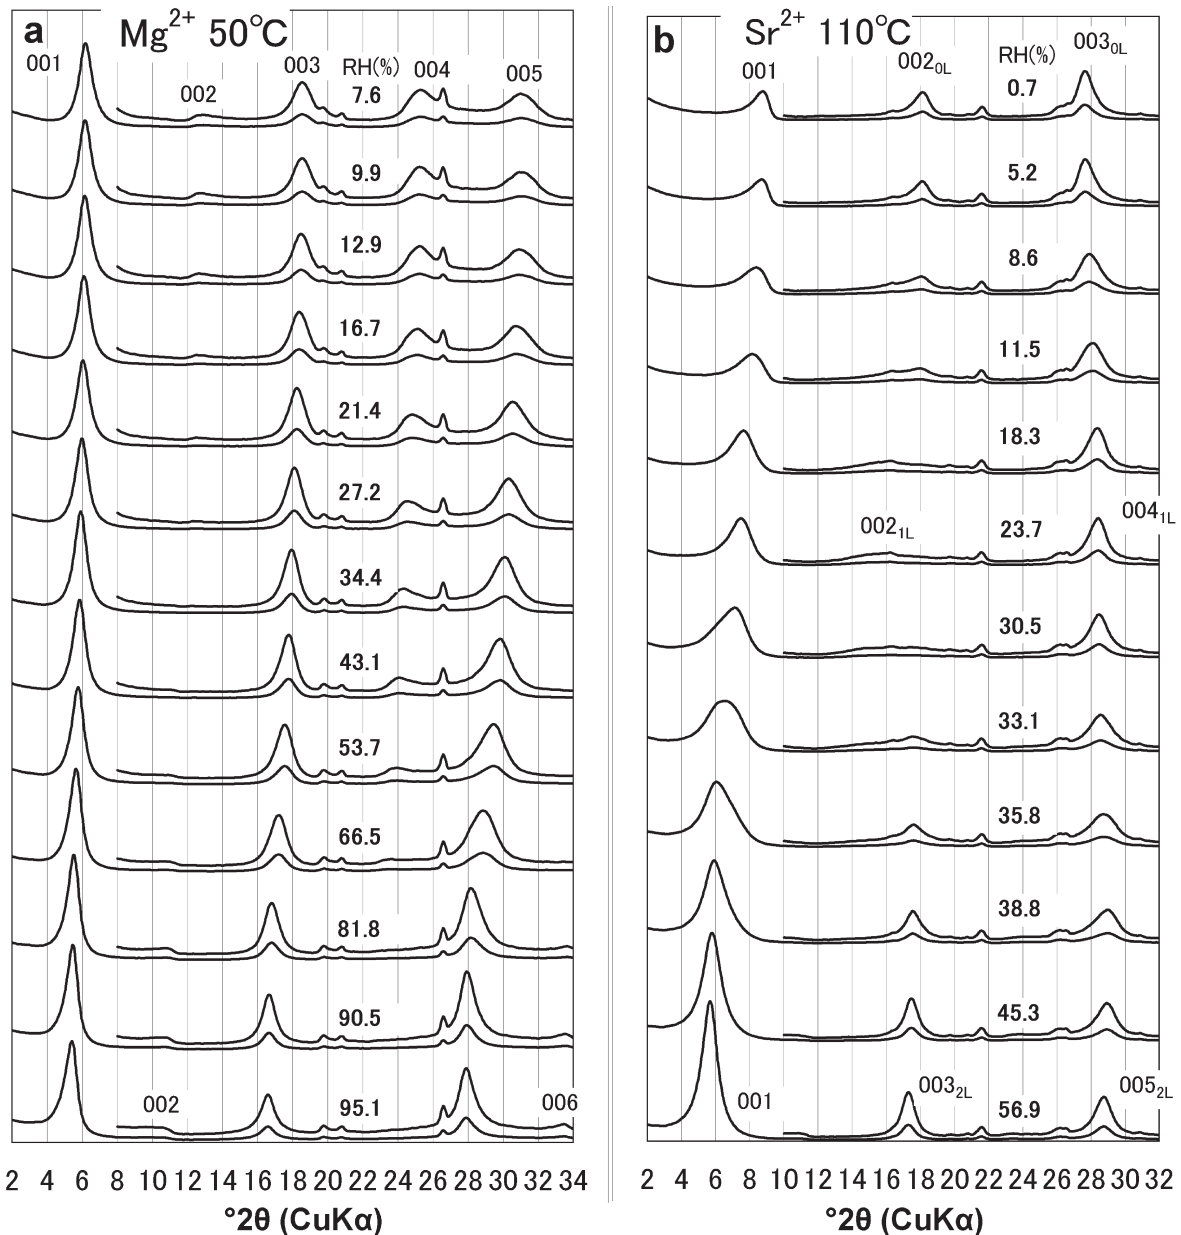 a Mg²⁺ 50℃
001 002 003 RH(%) 004 005
7.6
9.9
12.9
16.7
21.4
27.2
34.4
43.1
53.7
66.5
81.8
90.5
95.1
002 006
2 4 6 8 10 12 14 16 18 20 22 24 26 28 30 32 34
°2θ (CuKα)
b Sr²⁺ 110℃
001 002₀L RH(%) 003₀L
0.7
5.2
8.6
11.5
18.3
002₁L 23.7 004₁L
30.5
33.1
35.8
38.8
45.3
001 003₂L 56.9 005₂L
2 4 6 8 10 12 14 16 18 20 22 24 26 28 30 32
°2θ (CuKα)